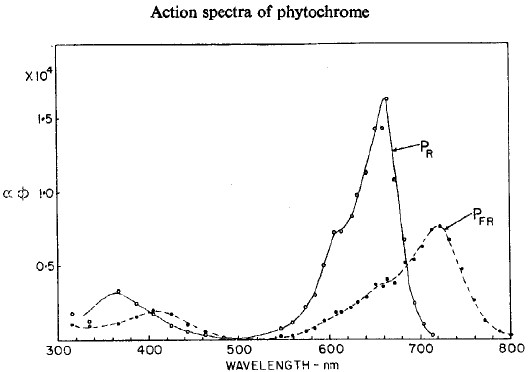 Action spectra of phytochrome
X10⁴
1·5
P_R
∝ Φ
1·0
P_FR
0·5
300 400 500 600 700 800
WAVELENGTH - nm